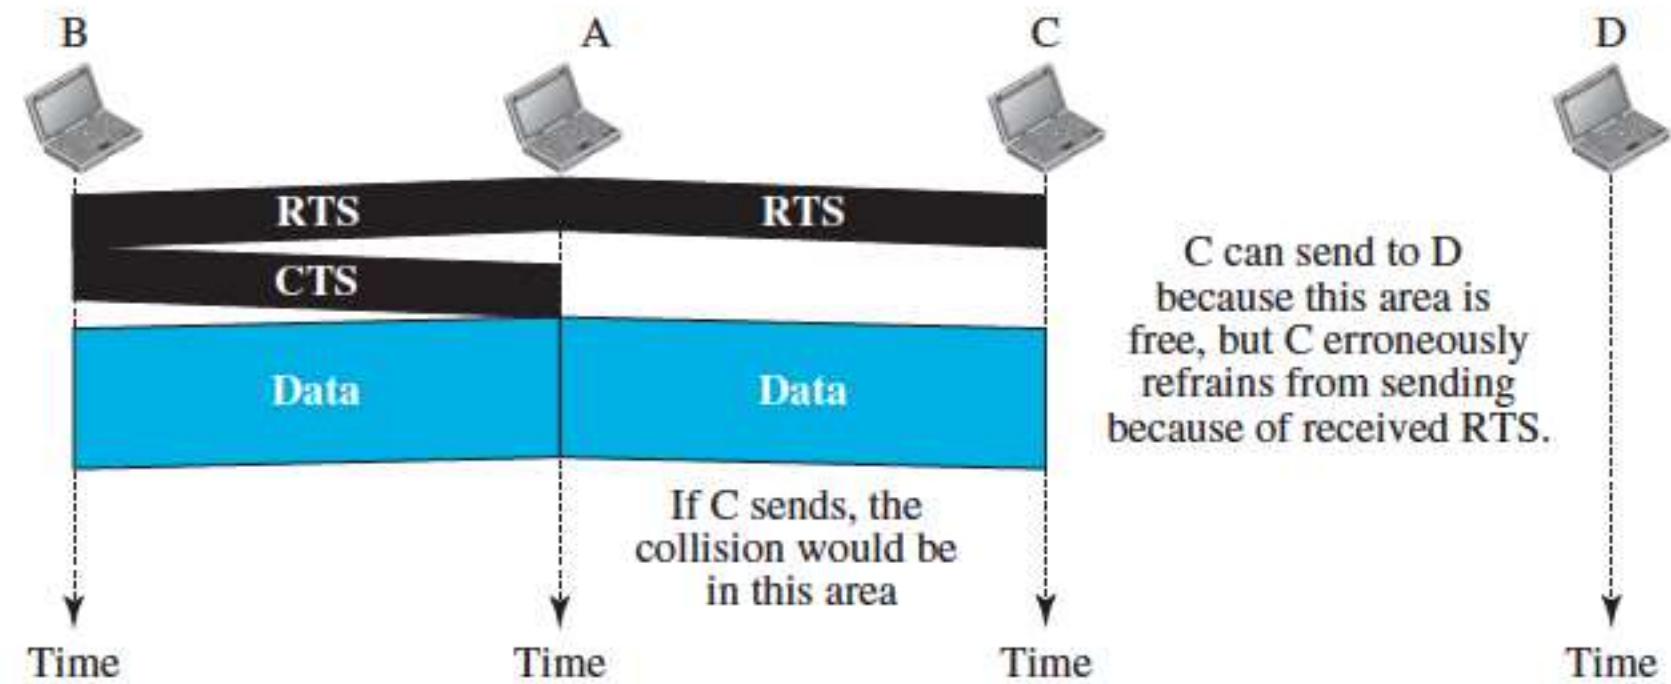 B A C D
RTS RTS
CTS
Data Data
C can send to D
because this area is
free, but C erroneously
refrains from sending
because of received RTS.
If C sends, the
collision would be
in this area
Time Time Time Time